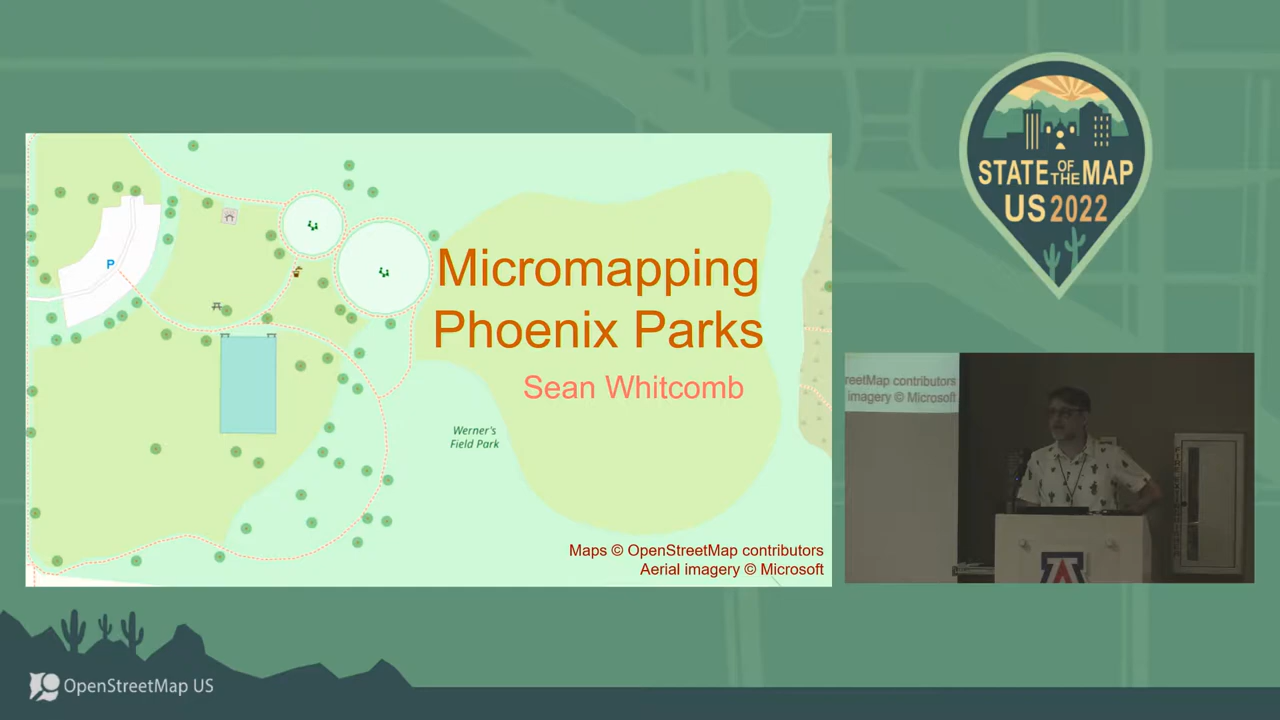 Micromapping
Phoenix Parks
Sean Whitcomb
P
Werner's
Field Park
Maps © OpenStreetMap contributors
Aerial imagery © Microsoft
STATE OF THE MAP
US 2022
reetMap contributors
imagery © Microsoft
A
OpenStreetMap US